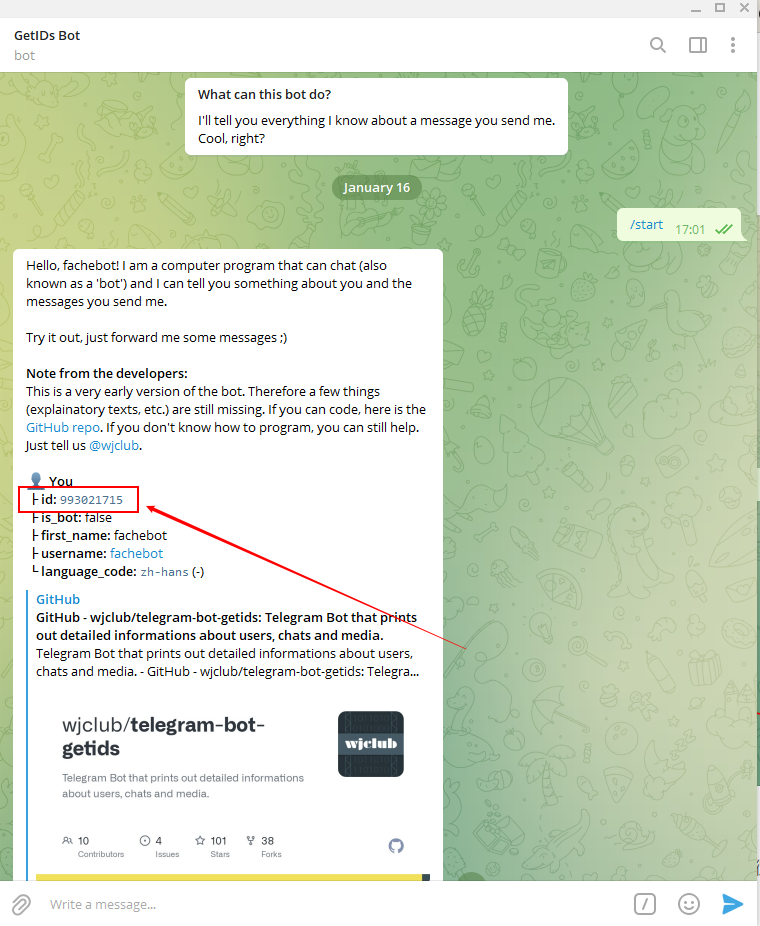 GetIDs Bot
bot
What can this bot do?
I'll tell you everything I know about a message you send me.
Cool, right?
January 16
/start 17:01
Hello, fachebot! I am a computer program that can chat (also
known as a 'bot') and I can tell you something about you and the
messages you send me.
Try it out, just forward me some messages ;)
Note from the developers:
This is a very early version of the bot. Therefore a few things
(explainatory texts, etc.) are still missing. If you can code, here is the
GitHub repo. If you don't know how to program, you can still help.
Just tell us @wjclub.
👤 You
├ id: 993021715
├ is_bot: false
├ first_name: fachebot
├ username: fachebot
└ language_code: zh-hans (-)
GitHub
GitHub - wjclub/telegram-bot-getids: Telegram Bot that prints
out detailed informations about users, chats and media.
Telegram Bot that prints out detailed informations about users,
chats and media. - GitHub - wjclub/telegram-bot-getids: Telegra...
wjclub/telegram-bot-
getids
wjclub
Telegram Bot that prints out detailed informations
about users, chats and media.
10 4 101 38
Contributors Issues Stars Forks
Write a message...